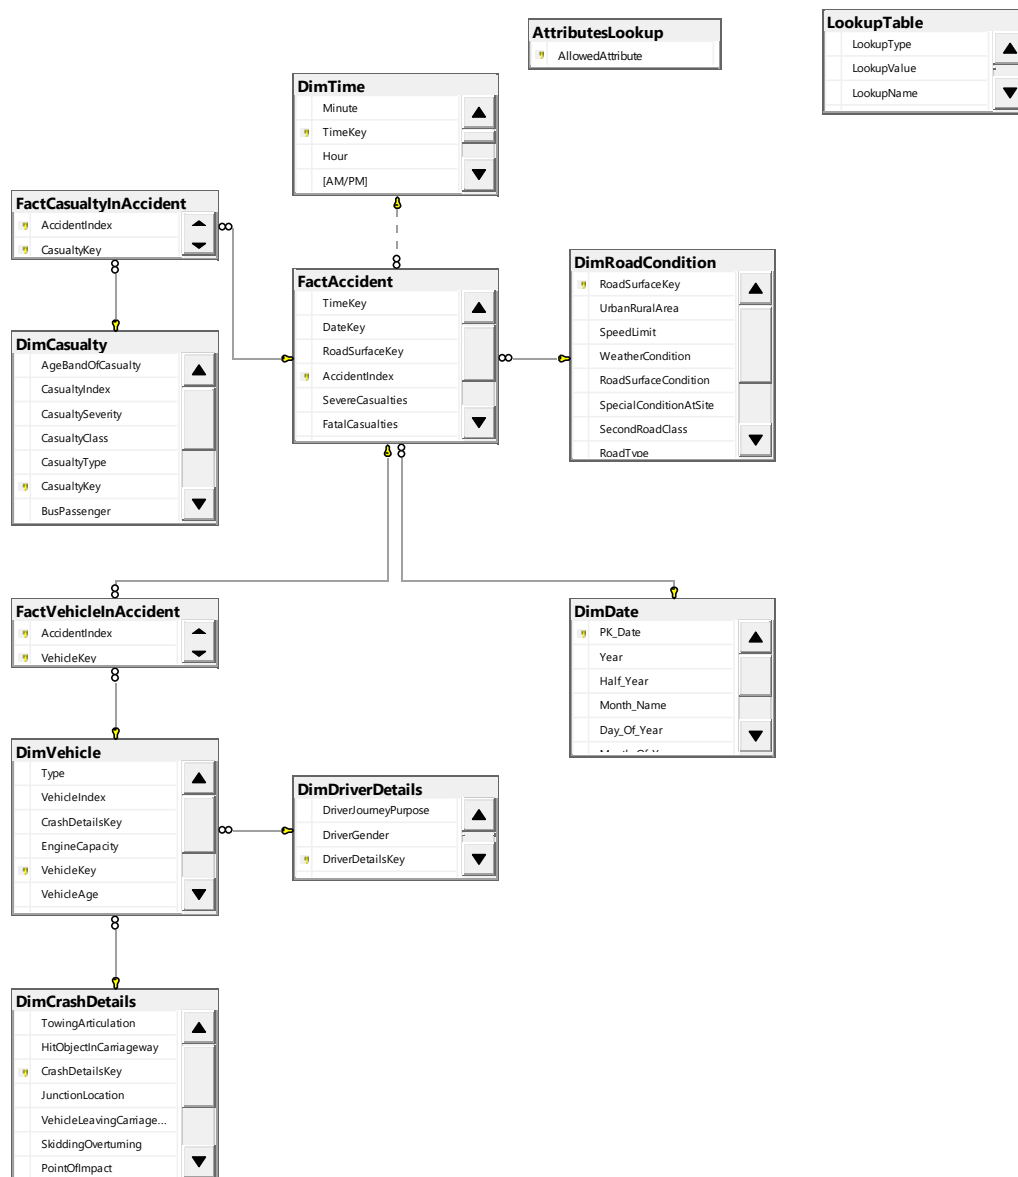 AttributesLookup
AllowedAttribute
LookupTable
LookupType
LookupValue
LookupName
DimTime
Minute
TimeKey
Hour
[AM/PM]
FactCasualtyInAccident
AccidentIndex
CasualtyKey
FactAccident
TimeKey
DateKey
RoadSurfaceKey
AccidentIndex
SevereCasualties
FatalCasualties
DimRoadCondition
RoadSurfaceKey
UrbanRuralArea
SpeedLimit
WeatherCondition
RoadSurfaceCondition
SpecialConditionAtSite
SecondRoadClass
RoadType
DimCasualty
AgeBandOfCasualty
CasualtyIndex
CasualtySeverity
CasualtyClass
CasualtyType
CasualtyKey
BusPassenger
FactVehicleInAccident
AccidentIndex
VehicleKey
DimDate
PK_Date
Year
Half_Year
Month_Name
Day_Of_Year
DimVehicle
Type
VehicleIndex
CrashDetailsKey
EngineCapacity
VehicleKey
VehicleAge
DimDriverDetails
DriverJourneyPurpose
DriverGender
DriverDetailsKey
DimCrashDetails
TowingArticulation
HitObjectInCarriageway
CrashDetailsKey
JunctionLocation
VehicleLeavingCarriage...
SkiddingOverturning
PointOfImpact